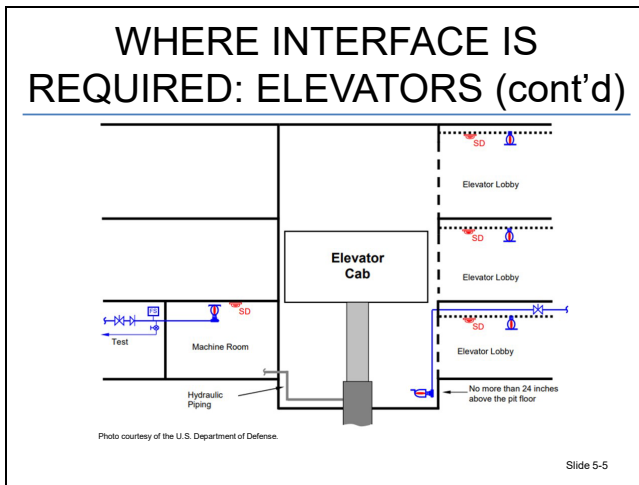 WHERE INTERFACE IS
REQUIRED: ELEVATORS (cont’d)
SD
Elevator Lobby
SD
Elevator Lobby
Elevator
Cab
FS
SD
Test
Machine Room
SD
Elevator Lobby
Hydraulic
Piping
No more than 24 inches
above the pit floor
Photo courtesy of the U.S. Department of Defense.
Slide 5-5